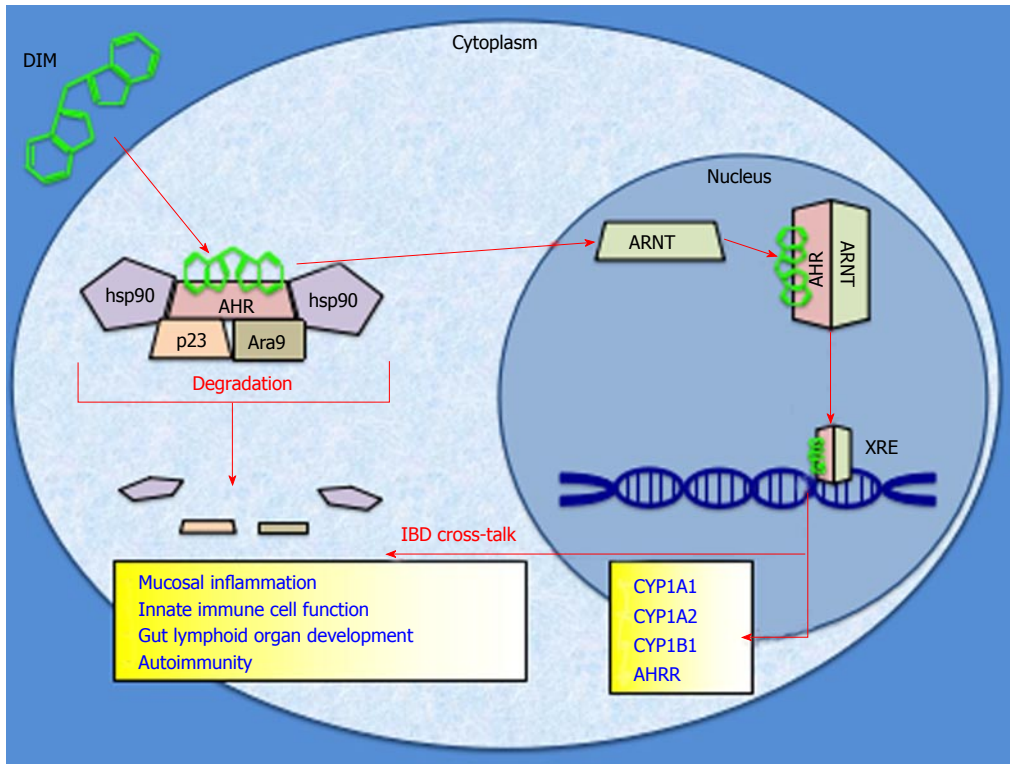 Cytoplasm
DIM
Nucleus
ARNT
AHR
ARNT
hsp90
hsp90
AHR
p23
Ara9
Degradation
XRE
IBD cross-talk
Mucosal inflammation
Innate immune cell function
Gut lymphoid organ development
Autoimmunity
CYP1A1
CYP1A2
CYP1B1
AHRR